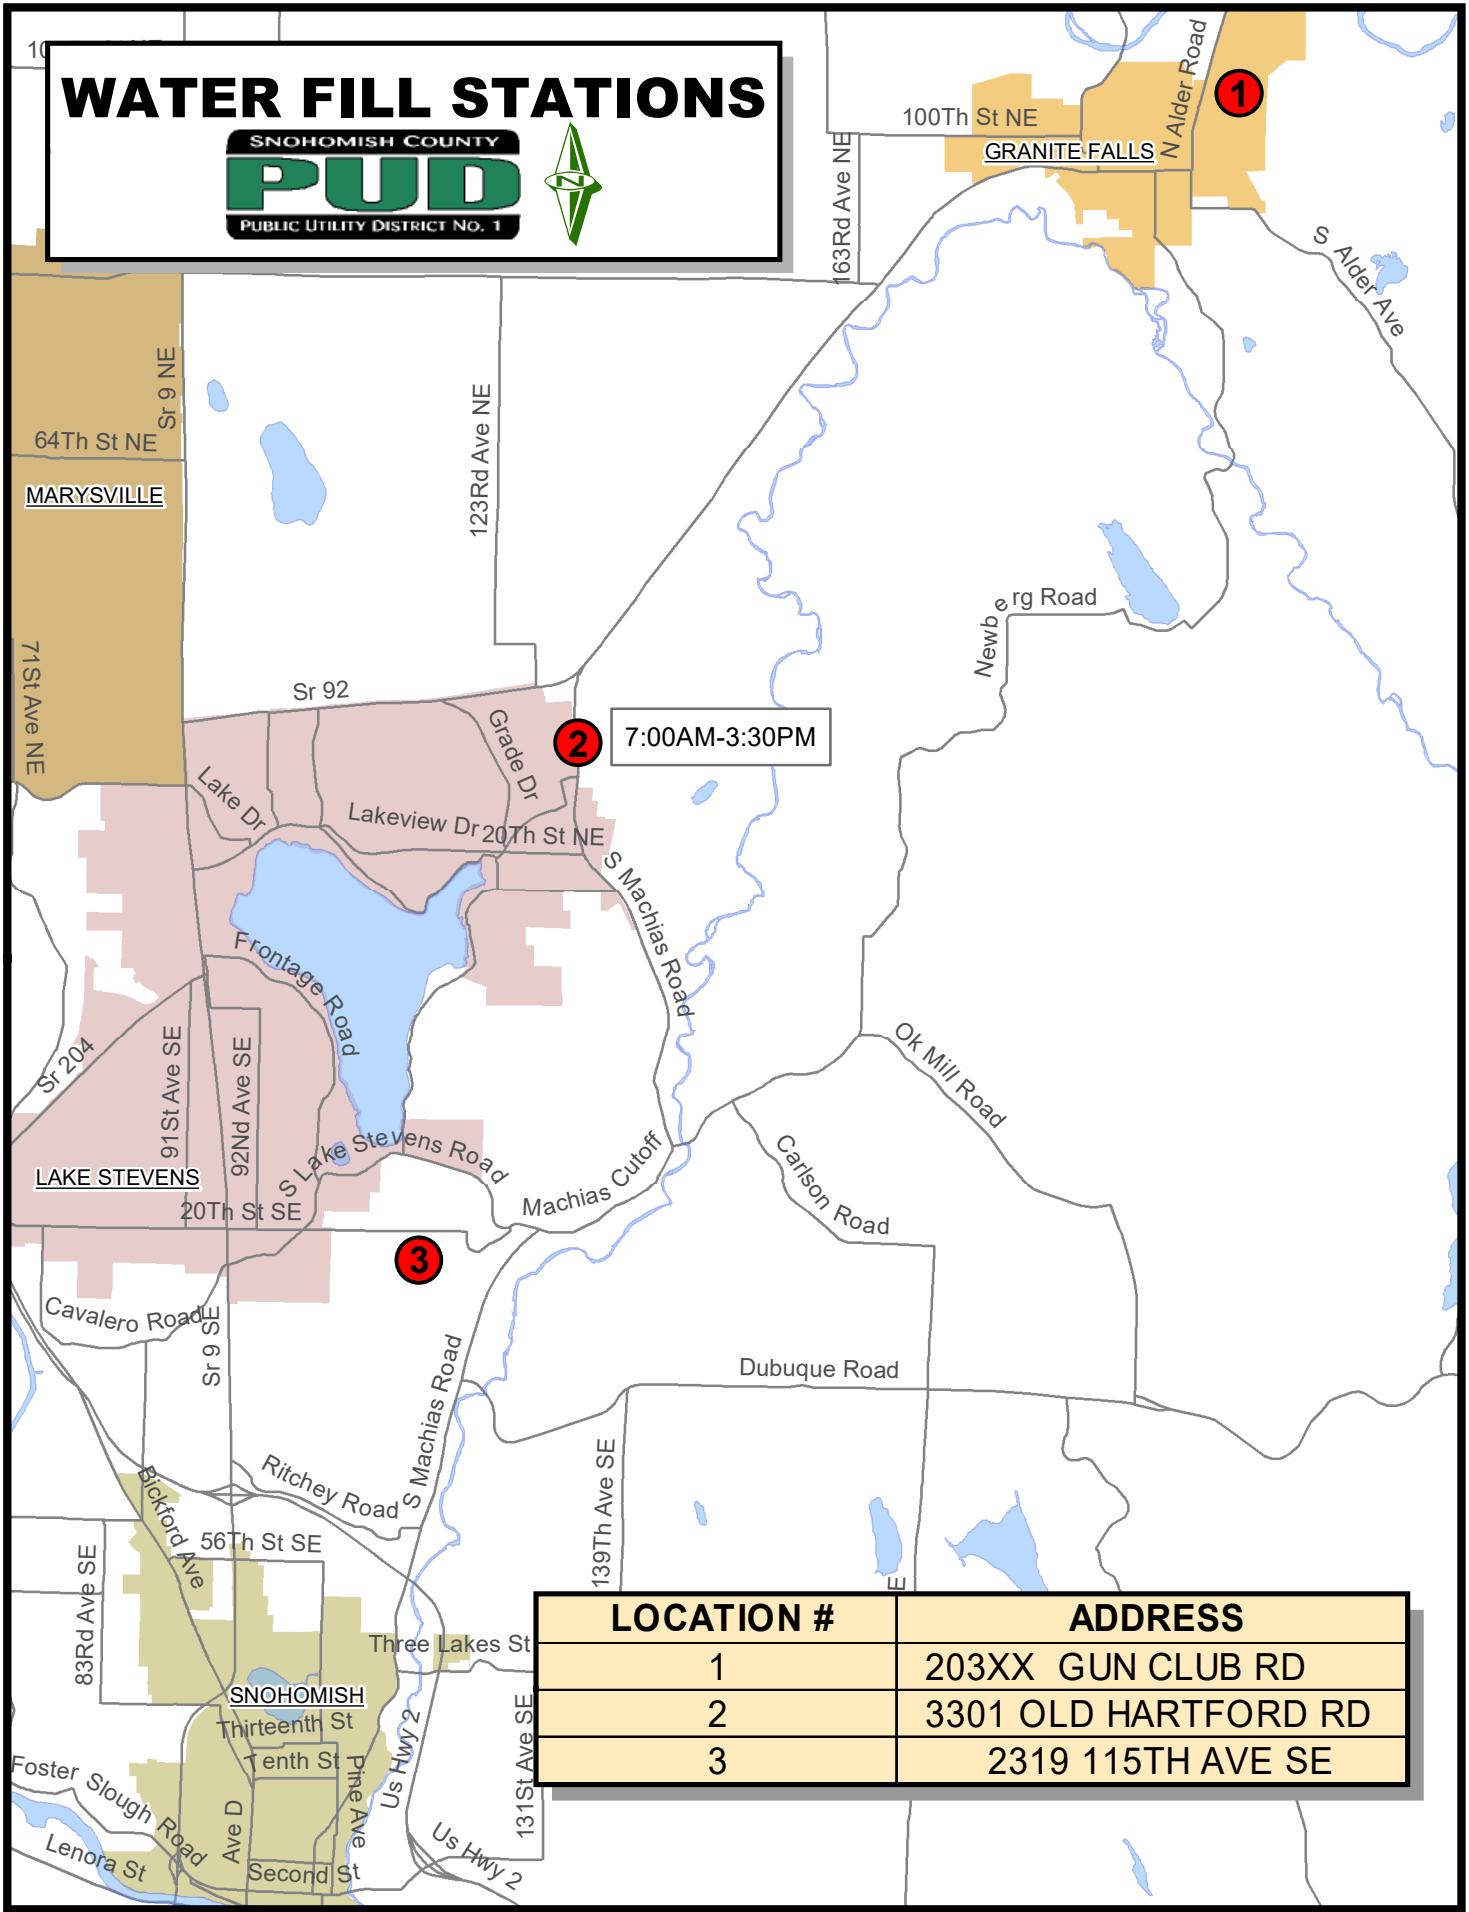 WATER FILL STATIONS
SNOHOMISH COUNTY
PUD
PUBLIC UTILITY DISTRICT NO. 1
N
1
N Alder Road
100Th St NE
GRANITE FALLS
163Rd Ave NE
S Alder Ave
Sr 9 NE
64Th St NE
MARYSVILLE
123Rd Ave NE
Newberg Road
71St Ave NE
Sr 92
2
7:00AM-3:30PM
Grade Dr
Lake Dr
Lakeview Dr
20Th St NE
S Machias Road
Frontage Road
Sr 204
91St Ave SE
92Nd Ave SE
Ok Mill Road
S Lake Stevens Road
Machias Cutoff
Carlson Road
LAKE STEVENS
20Th St SE
3
Cavalero Road
Sr 9 SE
S Machias Road
Dubuque Road
Ritchey Road
Bickford Ave
56Th St SE
139Th Ave SE
83Rd Ave SE
E
Three Lakes St
SNOHOMISH
Thirteenth St
Tenth St
Pine Ave
Us Hwy 2
131St Ave SE
Foster Slough Road
Ave D
Lenora St
Second St
Us Hwy 2
LOCATION # ADDRESS
1 203XX GUN CLUB RD
2 3301 OLD HARTFORD RD
3 2319 115TH AVE SE